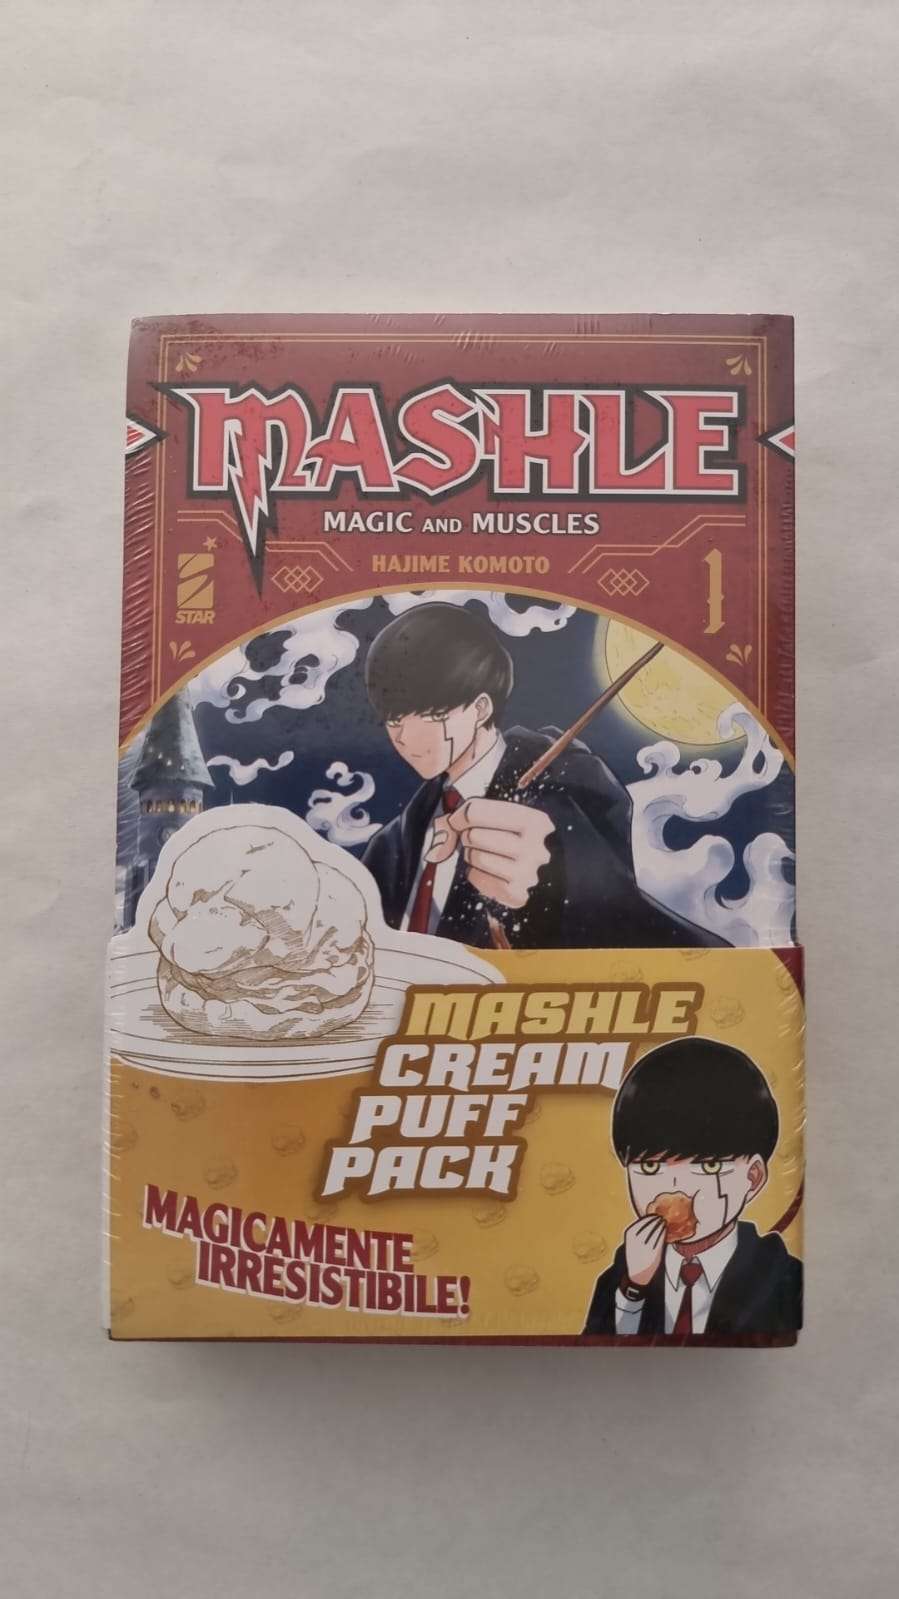 MASHLE
MAGIC AND MUSCLES
HAJIME KOMOTO
1
STAR
MASHLE
CREAM
PUFF
PACK
MAGICAMENTE
IRRESISTIBILE!